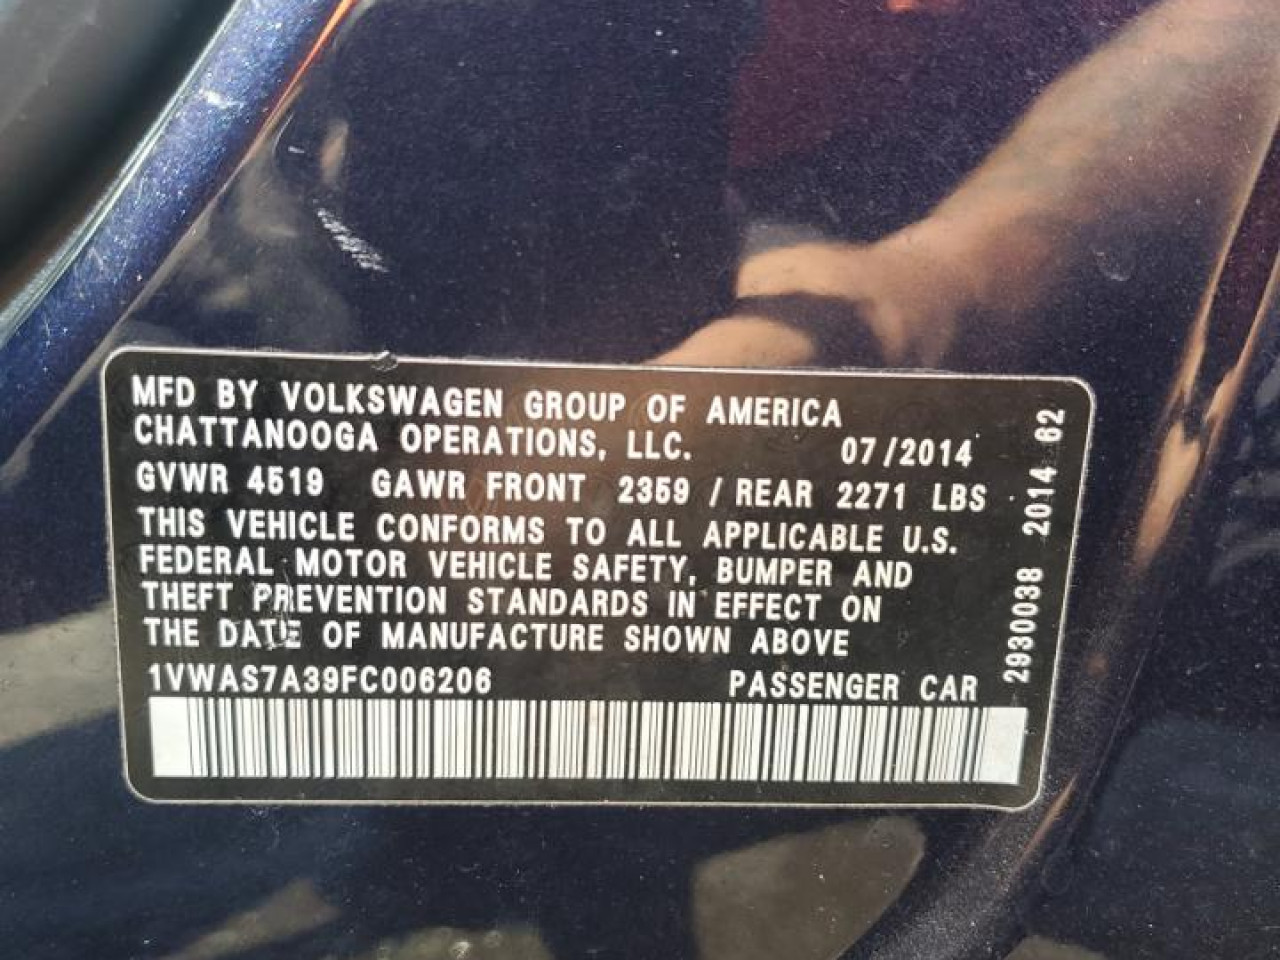 MFD BY VOLKSWAGEN GROUP OF AMERICA
CHATTANOOGA OPERATIONS, LLC. 07/2014
GVWR 4519 GAWR FRONT 2359 / REAR 2271 LBS
THIS VEHICLE CONFORMS TO ALL APPLICABLE U.S.
FEDERAL MOTOR VEHICLE SAFETY, BUMPER AND
THEFT PREVENTION STANDARDS IN EFFECT ON
THE DATE OF MANUFACTURE SHOWN ABOVE
1VWAS7A39FC006206 PASSENGER CAR
2930038 2014 62